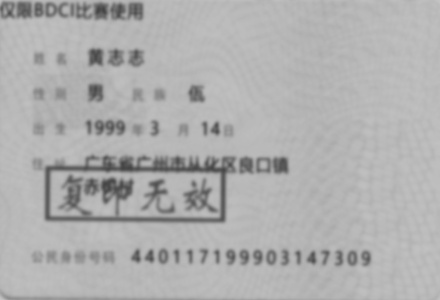 仅限BDCI比赛使用
姓名 黄志志
性别 男 民族 佤
出生 1999 年 3 月 14 日
住址 广东省广州市从化区良口镇
复印无效
公民身份号码 440117199903147309